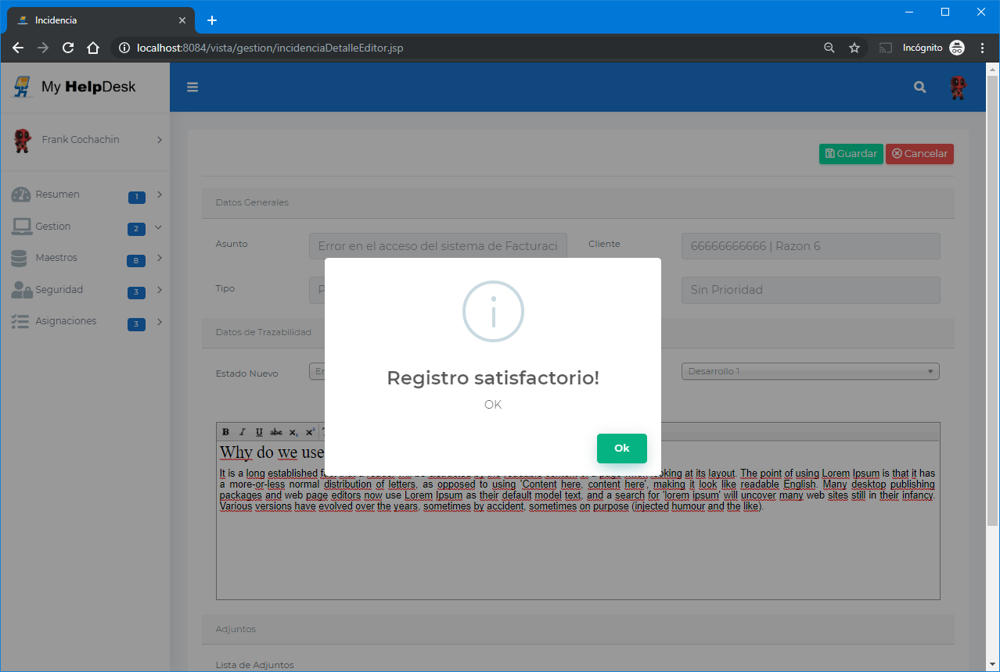 Incidencia
localhost:8084/vista/gestion/incidenciaDetalleEditor.jsp
Incógnito
My HelpDesk
Frank Cochachin
Guardar Cancelar
Resumen 1
Gestion 2
Maestros 8
Seguridad 3
Asignaciones 3
Datos Generales
Asunto Error en el acceso del sistema de Facturaci Cliente 66666666666 | Razon 6
Tipo Sin Prioridad
Datos de Trazabilidad
Estado Nuevo Desarrollo 1
Registro satisfactorio!
OK
Ok
B I U abc x₂ x²
Why do we use
It is a long established looking at its layout. The point of using Lorem Ipsum is that it has
a more-or-less normal distribution of letters, as opposed to using 'Content here, content here', making it look like readable English. Many desktop publishing
packages and web page editors now use Lorem Ipsum as their default model text, and a search for 'lorem ipsum' will uncover many web sites still in their infancy.
Various versions have evolved over the years, sometimes by accident, sometimes on purpose (injected humour and the like).
Adjuntos
Lista de Adjuntos